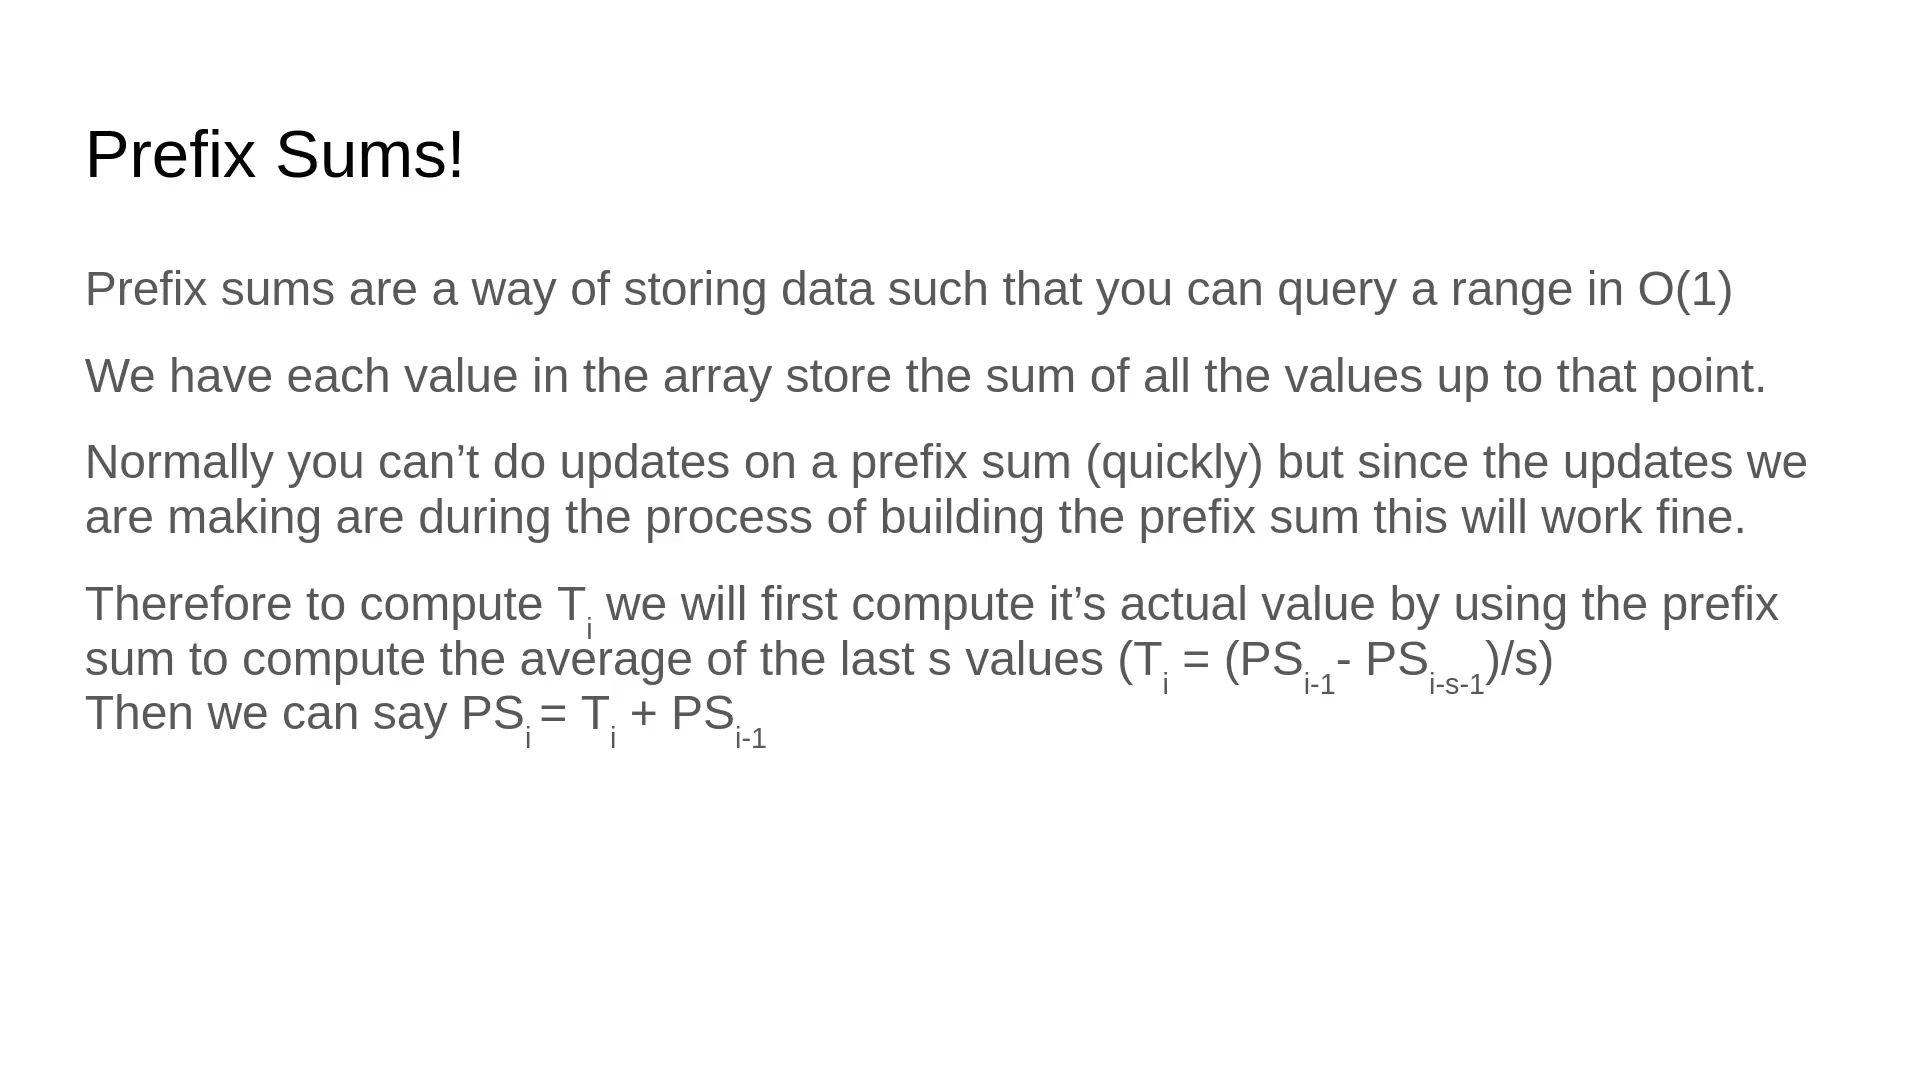 Prefix Sums!
Prefix sums are a way of storing data such that you can query a range in O(1)
We have each value in the array store the sum of all the values up to that point.
Normally you can’t do updates on a prefix sum (quickly) but since the updates we
are making are during the process of building the prefix sum this will work fine.
Therefore to compute Tᵢ we will first compute it’s actual value by using the prefix
sum to compute the average of the last s values (Tᵢ = (PSᵢ₋₁- PSᵢ₋ₛ₋₁)/s)
Then we can say PSᵢ = Tᵢ + PSᵢ₋₁